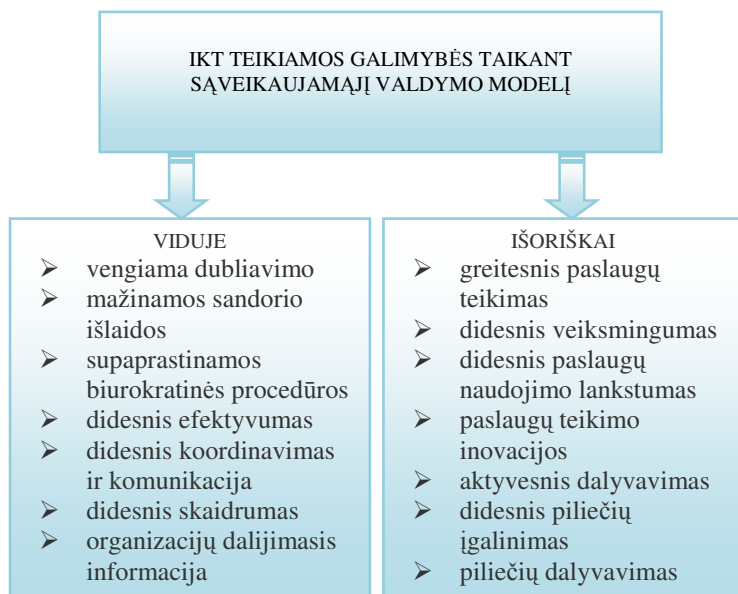 IKT TEIKIAMOS GALIMYBĖS TAIKANT
SĄVEIKAUJAMĄJĮ VALDYMO MODELĮ
VIDUJE
➢ vengiama dubliavimo
➢ mažinamos sandorio
išlaidos
➢ supaprastinamos
biurokratinės procedūros
➢ didesnis efektyvumas
➢ didesnis koordinavimas
ir komunikacija
➢ didesnis skaidrumas
➢ organizacijų dalijimasis
informacija
IŠORIŠKAI
➢ greitesnis paslaugų
teikimas
➢ didesnis veiksmingumas
➢ didesnis paslaugų
naudojimo lankstumas
➢ paslaugų teikimo
inovacijos
➢ aktyvesnis dalyvavimas
➢ didesnis piliečių
įgalinimas
➢ piliečių dalyvavimas